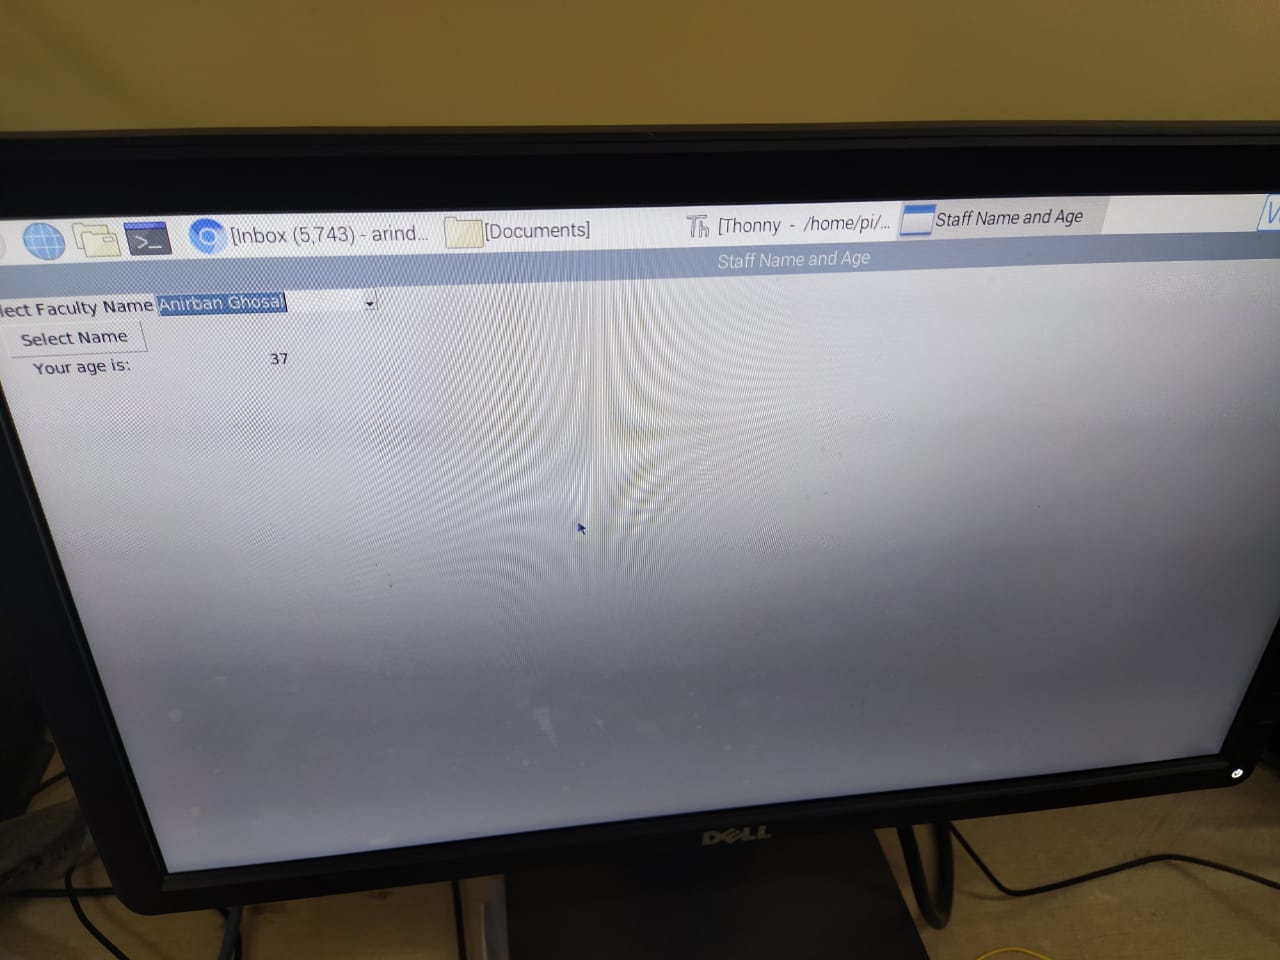 [Inbox (5,743) - arind... [Documents] [Thonny - /home/pi/... Staff Name and Age
Staff Name and Age
lect Faculty Name Anirban Ghosal
Select Name
Your age is: 37
DELL